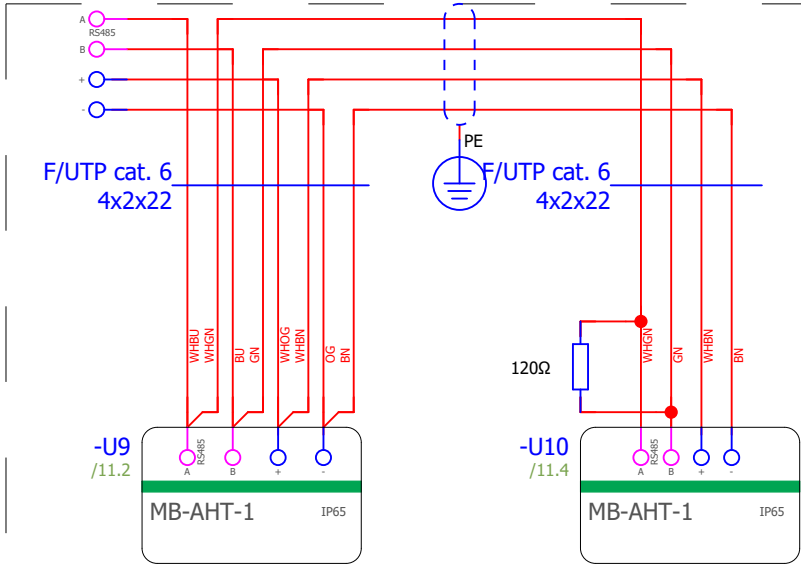 A
RS485
B
+
-
PE
F/UTP cat. 6
4x2x22
F/UTP cat. 6
4x2x22
WHBU
WHGN
BU
GN
WHOG
WHBN
OG
BN
WHGN
GN
WHBN
BN
120Ω
-U9
/11.2
A
RS485
B
+
-
MB-AHT-1
IP65
-U10
/11.4
A
RS485
B
+
-
MB-AHT-1
IP65